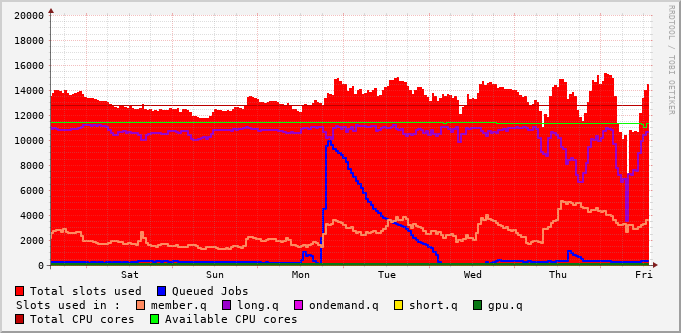 20000
18000
16000
14000
12000
10000
8000
6000
4000
2000
0
Sat Sun Mon Tue Wed Thu Fri
RRDTOOL / TOBI OETIKER
Total slots used Queued Jobs
Slots used in : member.q long.q ondemand.q short.q gpu.q
Total CPU cores Available CPU cores